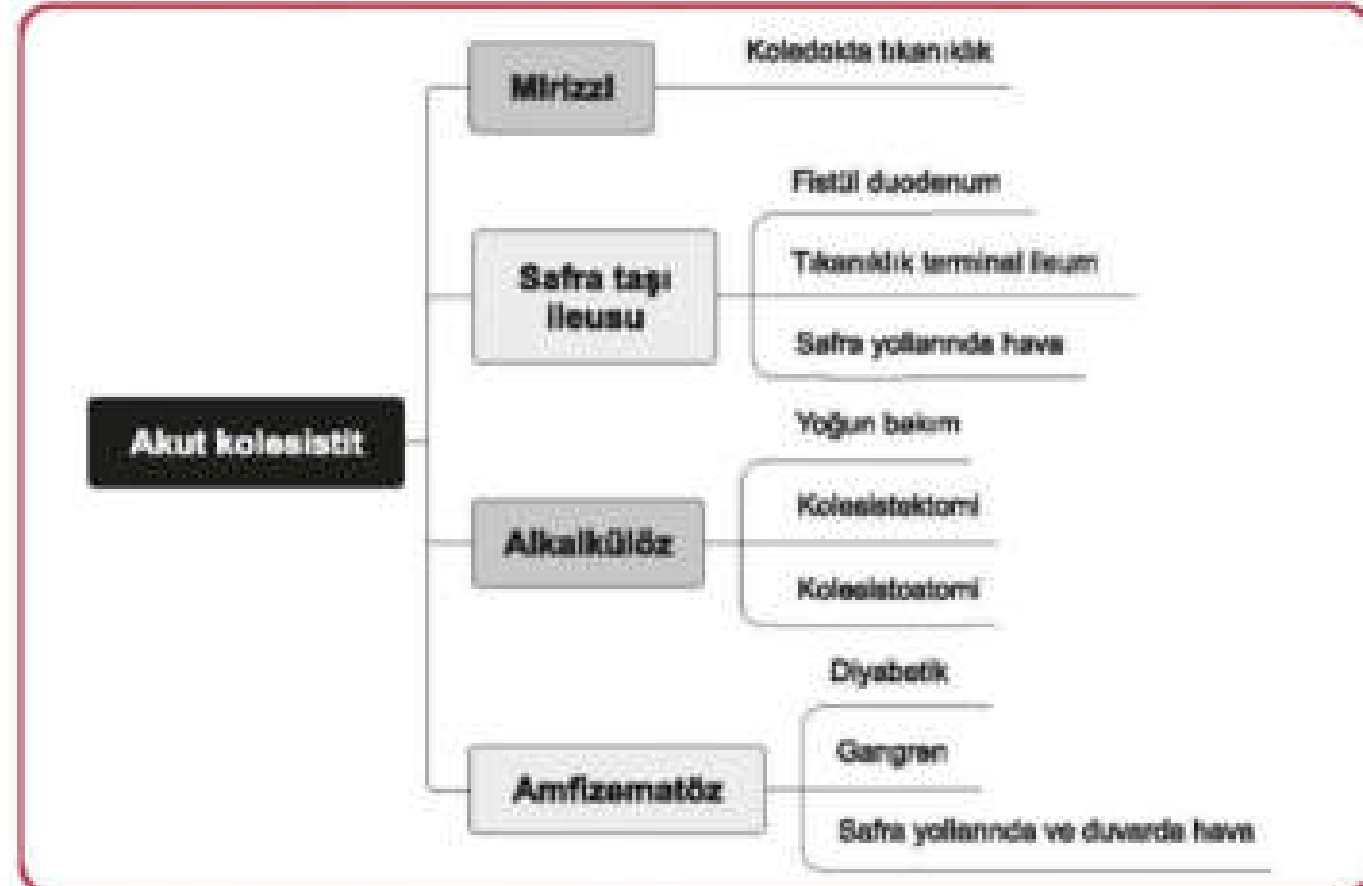 Akut kolesistit
Mirizzi
Koledokta tıkanıklık
Safra taşı
ileusu
Fistül duodenum
Tıkanıklık terminal ileum
Safra yollarında hava
Alkalkülöz
Yoğun bakım
Kolesistektomi
Kolesistostomi
Amfizematöz
Diyabetik
Gangren
Safra yollarında ve duvarda hava